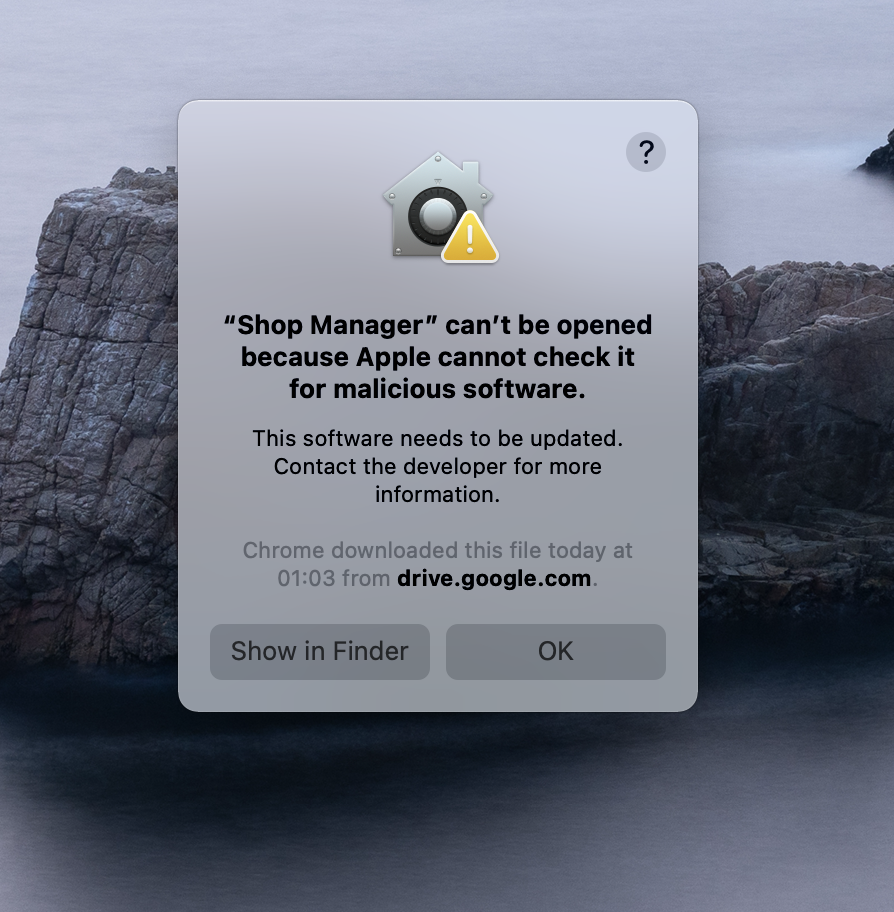 ?
“Shop Manager” can’t be opened
because Apple cannot check it
for malicious software.
This software needs to be updated.
Contact the developer for more
information.
Chrome downloaded this file today at
01:03 from drive.google.com.
Show in Finder
OK